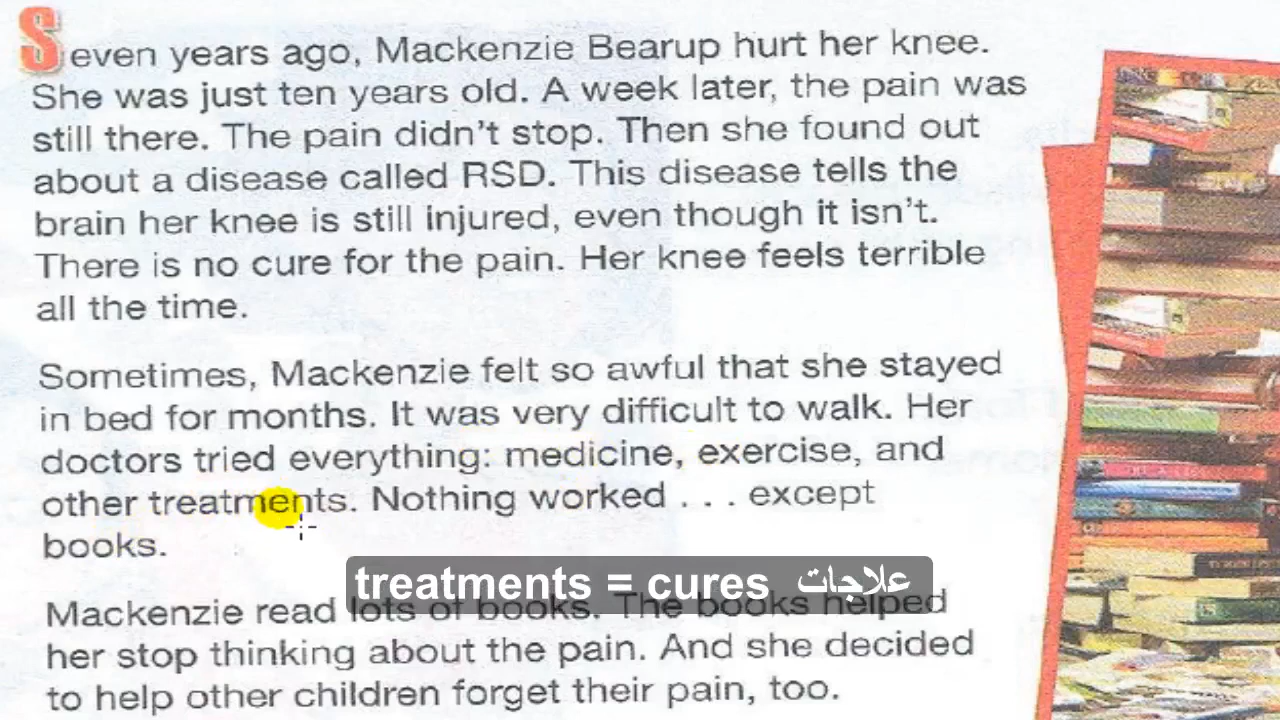 Seven years ago, Mackenzie Bearup hurt her knee.
She was just ten years old. A week later, the pain was
still there. The pain didn't stop. Then she found out
about a disease called RSD. This disease tells the
brain her knee is still injured, even though it isn't.
There is no cure for the pain. Her knee feels terrible
all the time.
Sometimes, Mackenzie felt so awful that she stayed
in bed for months. It was very difficult to walk. Her
doctors tried everything: medicine, exercise, and
other treatments. Nothing worked . . . except
books.
treatments = cures علاجات
Mackenzie read lots of books. The books helped
her stop thinking about the pain. And she decided
to help other children forget their pain, too.